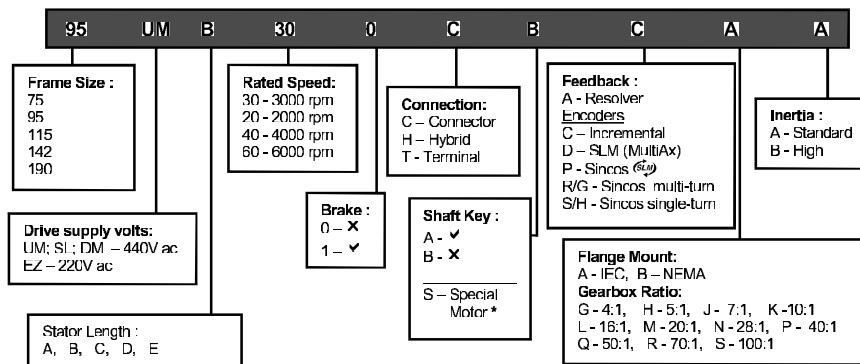 95 UM B 30 0 C B C A A
Frame Size :
75
95
115
142
190
Rated Speed:
30 - 3000 rpm
20 - 2000 rpm
40 - 4000 rpm
60 - 6000 rpm
Connection:
C – Connector
H – Hybrid
T - Terminal
Feedback :
A - Resolver
Encoders
C – Incremental
D – SLM (MultiAx)
P - Sincos SLM
R/G - Sincos multi-turn
S/H - Sincos single-turn
Inertia :
A - Standard
B - High
Drive supply volts:
UM; SL; DM – 440V ac
EZ – 220V ac
Brake :
0 – ✗
1 – ✓
Shaft Key :
A - ✓
B - ✗
S – Special
Motor *
Flange Mount:
A - IEC, B – NEMA
Gearbox Ratio:
G - 4:1, H - 5:1, J - 7:1, K -10:1
L - 16:1, M - 20:1, N - 28:1, P - 40:1
Q - 50:1, R - 70:1, S - 100:1
Stator Length :
A, B, C, D, E